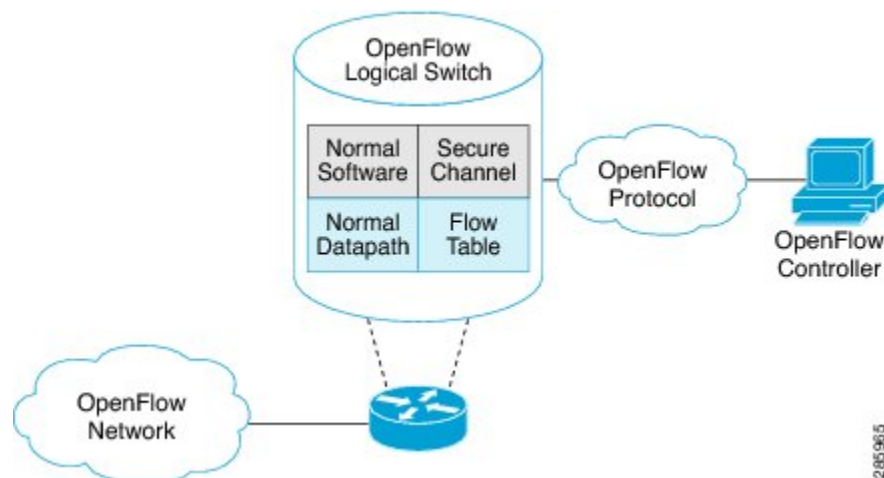 OpenFlow
Logical Switch
Normal
Software
Secure
Channel
Normal
Datapath
Flow
Table
OpenFlow
Protocol
OpenFlow
Controller
OpenFlow
Network
285965